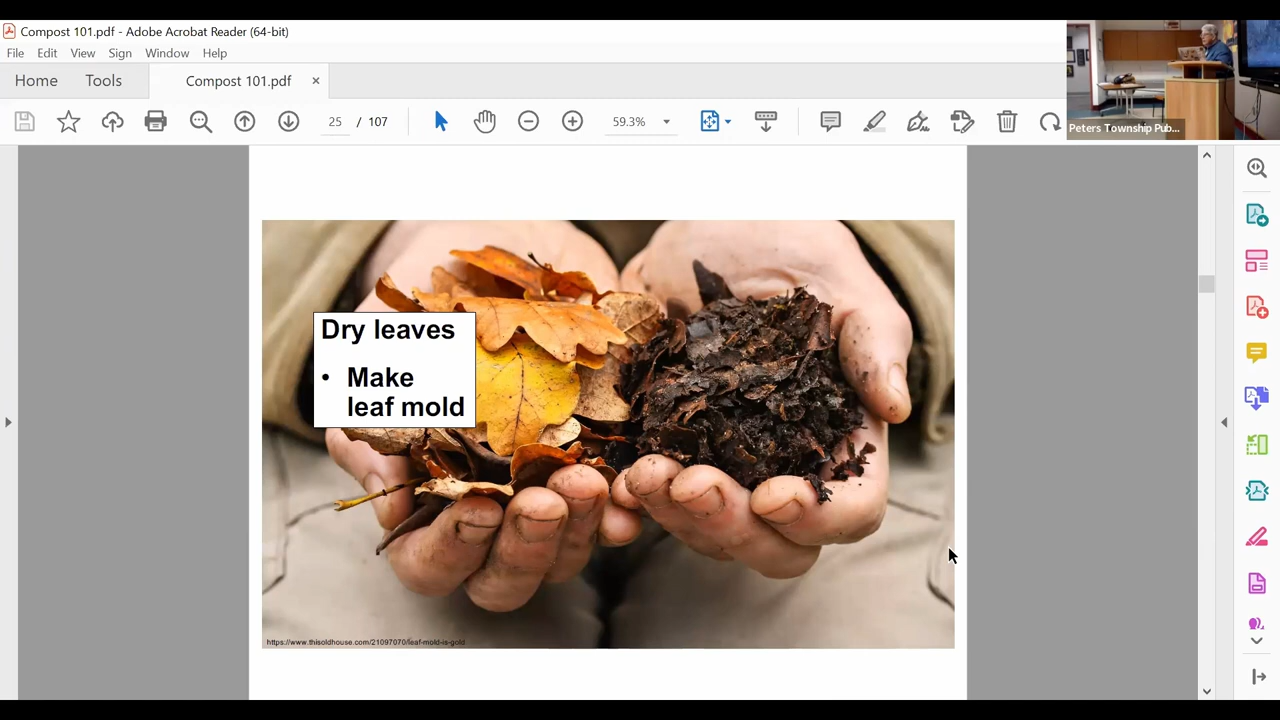 Compost 101.pdf - Adobe Acrobat Reader (64-bit)
File Edit View Sign Window Help
Home Tools Compost 101.pdf ×
25 / 107 59.3%
Peters Township Pub...
Dry leaves
• Make
leaf mold
https://www.thisoldhouse.com/21097070/leaf-mold-is-gold